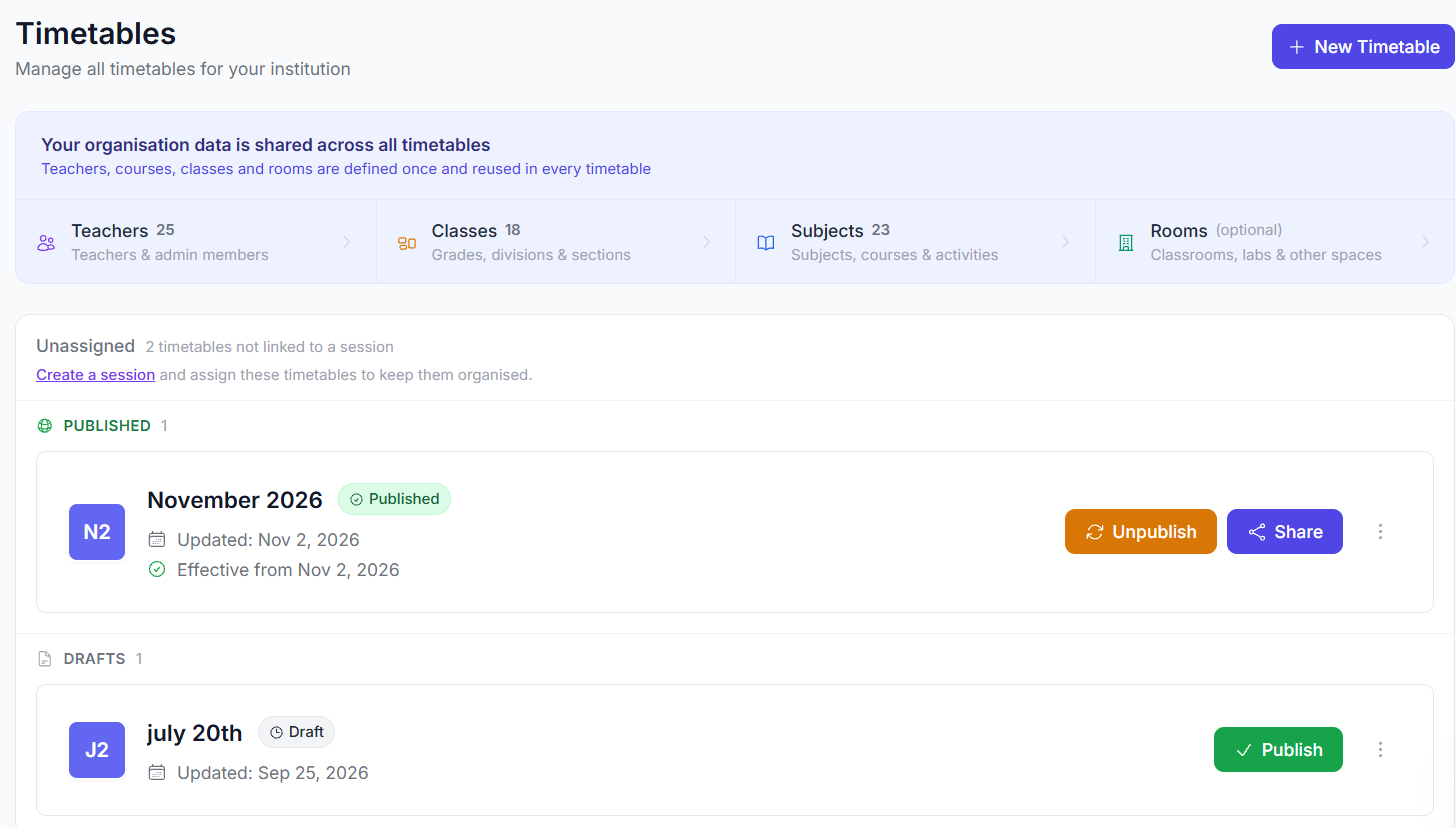 Timetables
Manage all timetables for your institution
+ New Timetable
Your organisation data is shared across all timetables
Teachers, courses, classes and rooms are defined once and reused in every timetable
Teachers 25
Teachers & admin members
Classes 18
Grades, divisions & sections
Subjects 23
Subjects, courses & activities
Rooms (optional)
Classrooms, labs & other spaces
Unassigned 2 timetables not linked to a session
Create a session and assign these timetables to keep them organised.
PUBLISHED 1
N2
November 2026 Published
Updated: Nov 2, 2026
Effective from Nov 2, 2026
Unpublish
Share
DRAFTS 1
J2
july 20th Draft
Updated: Sep 25, 2026
Publish